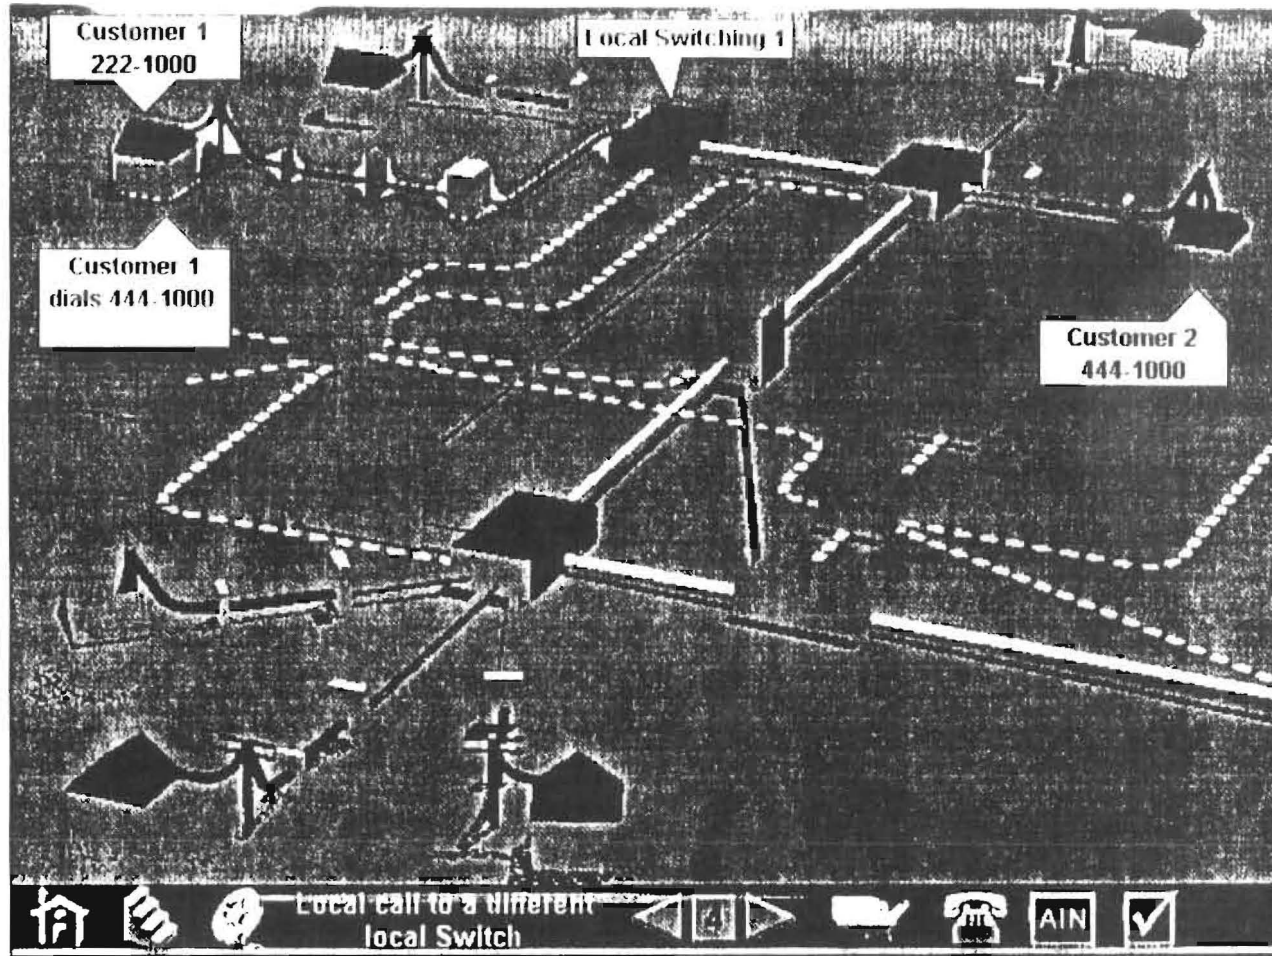 Customer 1
222-1000
Local Switching 1
Customer 1
dials 444-1000
Customer 2
444-1000
Local call to a different
local Switch
4
AIN